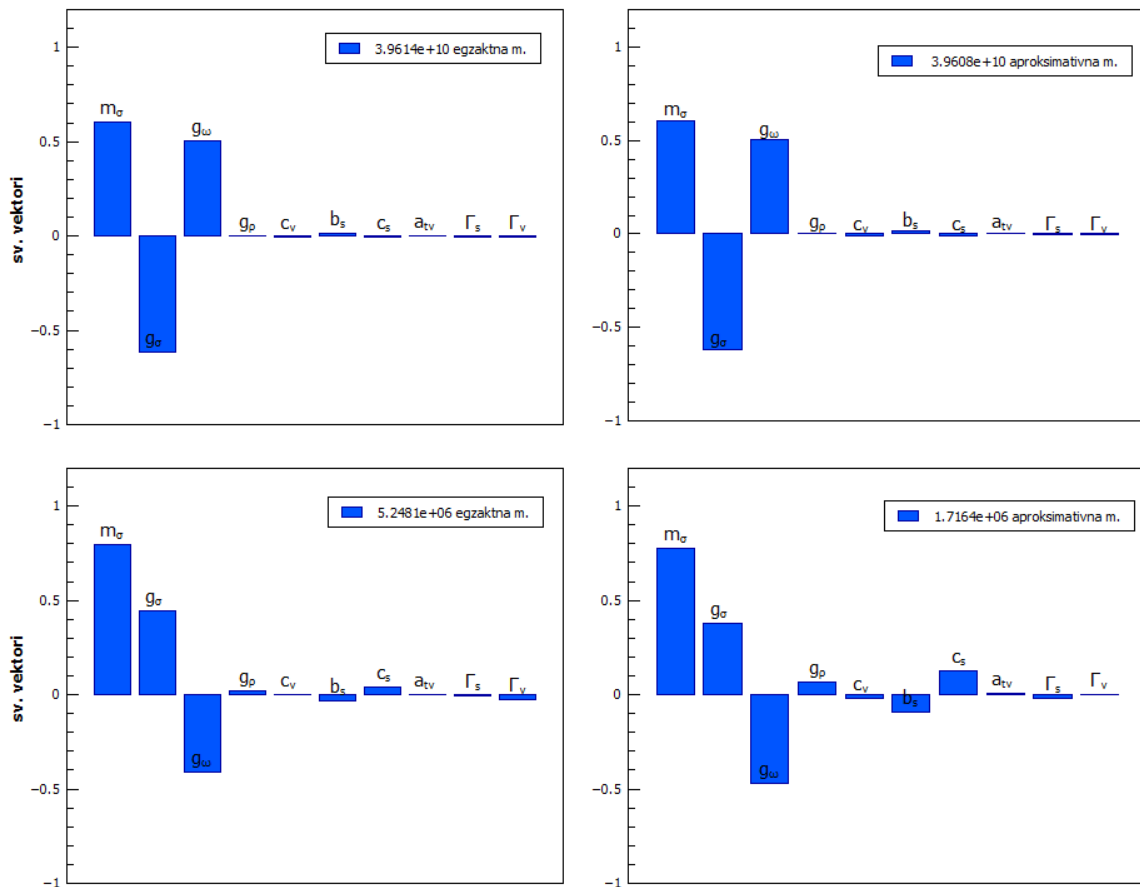 1
0.5
0
−0.5
−1
sv. vektori
3.9614e+10 egzaktna m.
mσ
gσ
gω
gρ
cv
bs
cs
atv
Γs
Γv
1
0.5
0
−0.5
−1
3.9608e+10 aproksimativna m.
mσ
gσ
gω
gρ
cv
bs
cs
atv
Γs
Γv
1
0.5
0
−0.5
−1
sv. vektori
5.2481e+06 egzaktna m.
mσ
gσ
gω
gρ
cv
bs
cs
atv
Γs
Γv
1
0.5
0
−0.5
−1
1.7164e+06 aproksimativna m.
mσ
gσ
gω
gρ
cv
bs
cs
atv
Γs
Γv